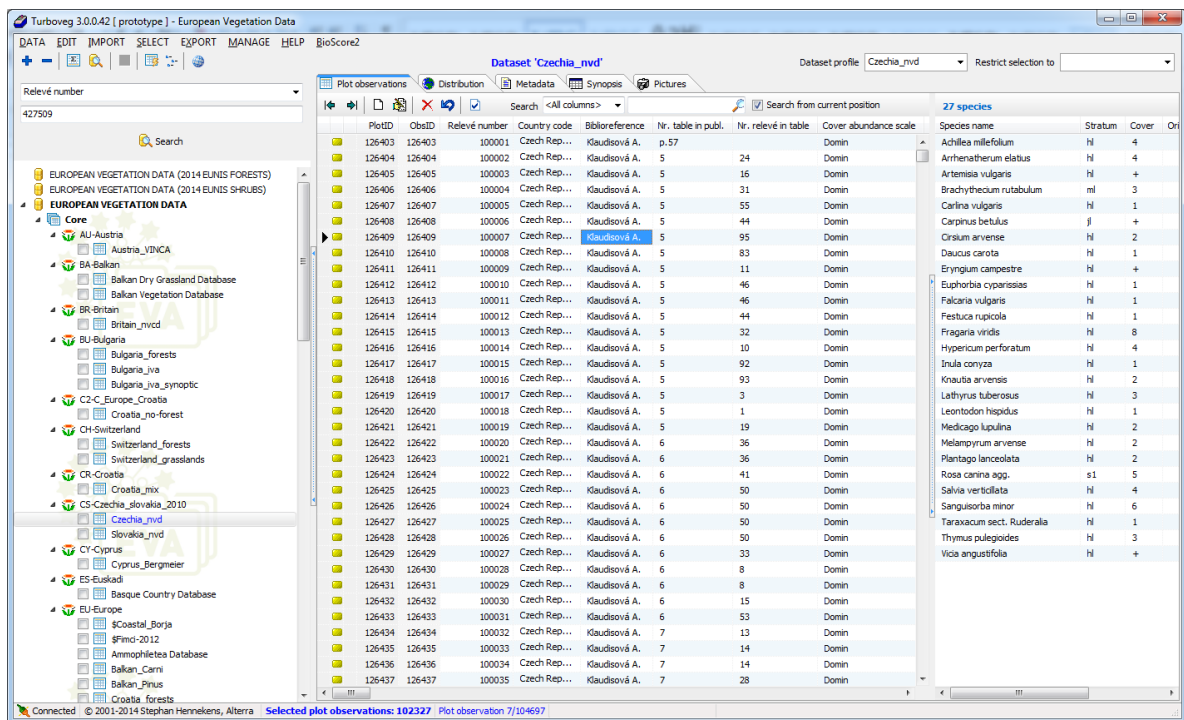 Turboveg 3.0.0.42 [ prototype ] - European Vegetation Data
DATA EDIT IMPORT SELECT EXPORT MANAGE HELP BioScore2
Dataset 'Czechia_nvd'
Dataset profile Czechia_nvd Restrict selection to
Relevé number
427509
Search
EUROPEAN VEGETATION DATA (2014 EUNIS FORESTS)
EUROPEAN VEGETATION DATA (2014 EUNIS SHRUBS)
EUROPEAN VEGETATION DATA
Core
AU-Austria
Austria_VINCA
BA-Balkan
Balkan Dry Grassland Database
Balkan Vegetation Database
BR-Britain
Britain_nvcd
BU-Bulgaria
Bulgaria_forests
Bulgaria_iva
Bulgaria_iva_synoptic
C2-C_Europe_Croatia
Croatia_no-forest
CH-Switzerland
Switzerland_forests
Switzerland_grasslands
CR-Croatia
Croatia_mix
CS-Czechia_slovakia_2010
Czechia_nvd
Slovakia_nvd
CY-Cyprus
Cyprus_Bergmeier
ES-Euskadi
Basque Country Database
EU-Europe
$Coastal_Borja
$Fimci-2012
Ammophiletea Database
Balkan_Carni
Balkan_Pinus
Croatia_forests
Plot observations Distribution Metadata Synopsis Pictures
Search <All columns> Search from current position
PlotID ObsID Relevé number Country code Biblioreference Nr. table in publ. Nr. relevé in table Cover abundance scale
126403 126403 100001 Czech Rep... Klaudisová A. p.57 Domin
126404 126404 100002 Czech Rep... Klaudisová A. 5 24 Domin
126405 126405 100003 Czech Rep... Klaudisová A. 5 16 Domin
126406 126406 100004 Czech Rep... Klaudisová A. 5 31 Domin
126407 126407 100005 Czech Rep... Klaudisová A. 5 55 Domin
126408 126408 100006 Czech Rep... Klaudisová A. 5 44 Domin
126409 126409 100007 Czech Rep... Klaudisová A. 5 95 Domin
126410 126410 100008 Czech Rep... Klaudisová A. 5 83 Domin
126411 126411 100009 Czech Rep... Klaudisová A. 5 11 Domin
126412 126412 100010 Czech Rep... Klaudisová A. 5 46 Domin
126413 126413 100011 Czech Rep... Klaudisová A. 5 46 Domin
126414 126414 100012 Czech Rep... Klaudisová A. 5 44 Domin
126415 126415 100013 Czech Rep... Klaudisová A. 5 32 Domin
126416 126416 100014 Czech Rep... Klaudisová A. 5 10 Domin
126417 126417 100015 Czech Rep... Klaudisová A. 5 92 Domin
126418 126418 100016 Czech Rep... Klaudisová A. 5 93 Domin
126419 126419 100017 Czech Rep... Klaudisová A. 5 3 Domin
126420 126420 100018 Czech Rep... Klaudisová A. 5 1 Domin
126421 126421 100019 Czech Rep... Klaudisová A. 5 19 Domin
126422 126422 100020 Czech Rep... Klaudisová A. 6 36 Domin
126423 126423 100021 Czech Rep... Klaudisová A. 6 36 Domin
126424 126424 100022 Czech Rep... Klaudisová A. 6 41 Domin
126425 126425 100023 Czech Rep... Klaudisová A. 6 50 Domin
126426 126426 100024 Czech Rep... Klaudisová A. 6 50 Domin
126427 126427 100025 Czech Rep... Klaudisová A. 6 50 Domin
126428 126428 100026 Czech Rep... Klaudisová A. 6 50 Domin
126429 126429 100027 Czech Rep... Klaudisová A. 6 33 Domin
126430 126430 100028 Czech Rep... Klaudisová A. 6 8 Domin
126431 126431 100029 Czech Rep... Klaudisová A. 6 8 Domin
126432 126432 100030 Czech Rep... Klaudisová A. 6 15 Domin
126433 126433 100031 Czech Rep... Klaudisová A. 6 53 Domin
126434 126434 100032 Czech Rep... Klaudisová A. 7 13 Domin
126435 126435 100033 Czech Rep... Klaudisová A. 7 14 Domin
126436 126436 100034 Czech Rep... Klaudisová A. 7 14 Domin
126437 126437 100035 Czech Rep... Klaudisová A. 7 28 Domin
27 species
Species name Stratum Cover Ori
Achillea millefolium hl 4
Arrhenatherum elatius hl 4
Artemisia vulgaris hl +
Brachythecium rutabulum ml 3
Carlina vulgaris hl 1
Carpinus betulus jl +
Cirsium arvense hl 2
Daucus carota hl 1
Eryngium campestre hl +
Euphorbia cyparissias hl 1
Falcaria vulgaris hl 1
Festuca rupicola hl 1
Fragaria viridis hl 8
Hypericum perforatum hl 4
Inula conyza hl 1
Knautia arvensis hl 2
Lathyrus tuberosus hl 3
Leontodon hispidus hl 1
Medicago lupulina hl 2
Melampyrum arvense hl 2
Plantago lanceolata hl 2
Rosa canina agg. s1 5
Salvia verticillata hl 4
Sanguisorba minor hl 6
Taraxacum sect. Ruderalia hl 1
Thymus pulegioides hl 3
Vicia angustifolia hl +
Connected © 2001-2014 Stephan Hennekens, Alterra Selected plot observations: 102327 Plot observation 7/104697